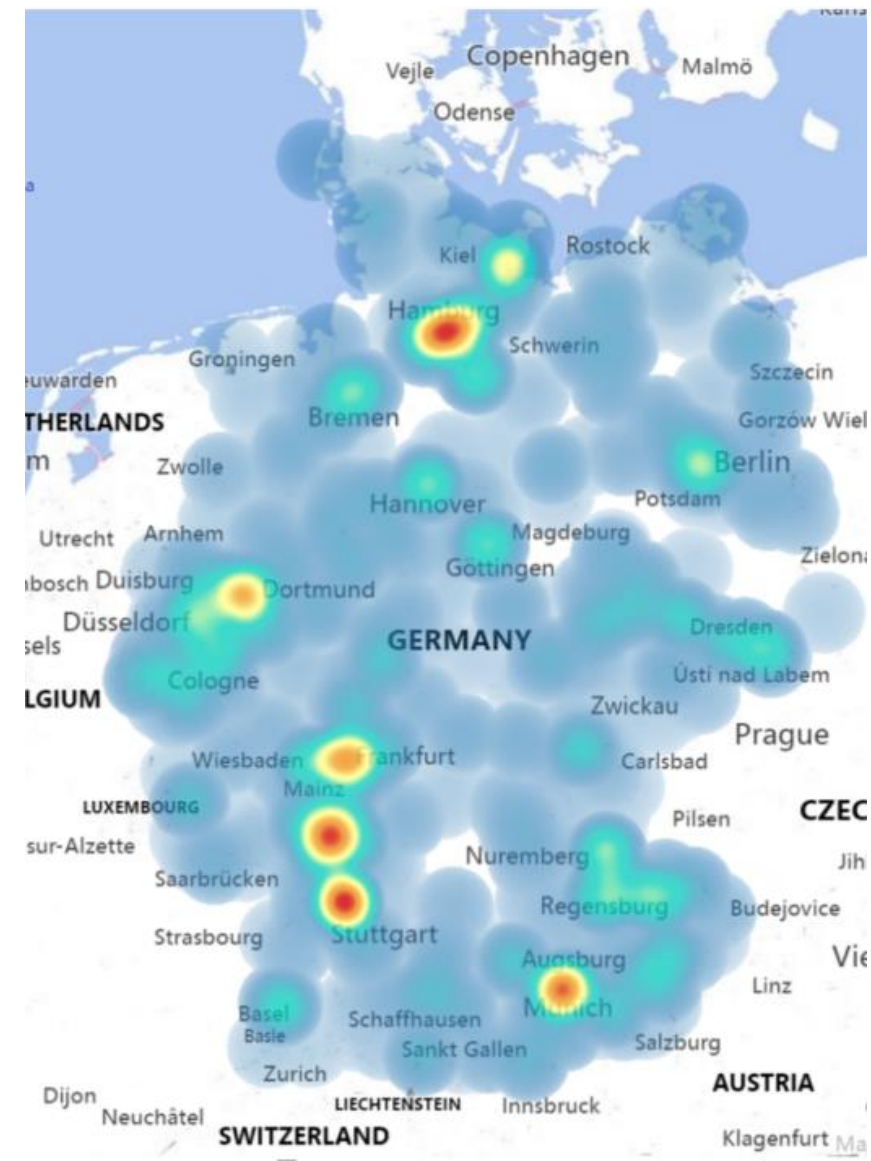 Copenhagen
Vejle
Malmö
Odense
Kiel
Rostock
Hamburg
Schwerin
Groningen
euwarden
Szczecin
Bremen
THERLANDS
Gorzów Wiel
m
Zwolle
Berlin
Hannover
Potsdam
Utrecht
Arnhem
Magdeburg
Göttingen
Zielona
nbosch
Duisburg
Dortmund
Düsseldorf
Dresden
sels
GERMANY
Cologne
Ústí nad Labem
LGIUM
Zwickau
Prague
Wiesbaden
Frankfurt
Carlsbad
Mainz
LUXEMBOURG
CZEC
Pilsen
sur-Alzette
Nuremberg
Jih
Saarbrücken
Regensburg
Budejovice
Strasbourg
Stuttgart
Augsburg
Vie
Linz
Munich
Basel
Basle
Schaffhausen
Salzburg
Sankt Gallen
Zurich
AUSTRIA
Dijon
LIECHTENSTEIN
Innsbruck
Neuchâtel
SWITZERLAND
Klagenfurt
Ma